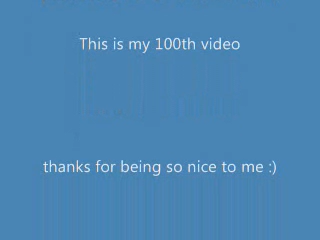 This is my 100th video
thanks for being so nice to me :)